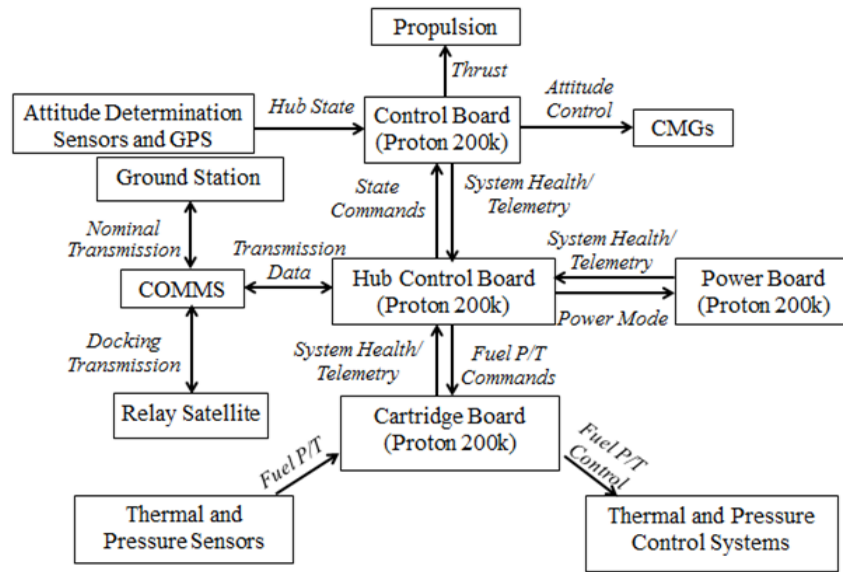 Propulsion
Thrust
Attitude Determination
Sensors and GPS
Hub State
Control Board
(Proton 200k)
Attitude
Control
CMGs
Ground Station
State
Commands
System Health/
Telemetry
Nominal
Transmission
Transmission
Data
System Health/
Telemetry
COMMS
Hub Control Board
(Proton 200k)
Power Board
(Proton 200k)
Power Mode
Docking
Transmission
System Health/
Telemetry
Fuel P/T
Commands
Relay Satellite
Cartridge Board
(Proton 200k)
Fuel P/T
Fuel P/T
Control
Thermal and
Pressure Sensors
Thermal and Pressure
Control Systems